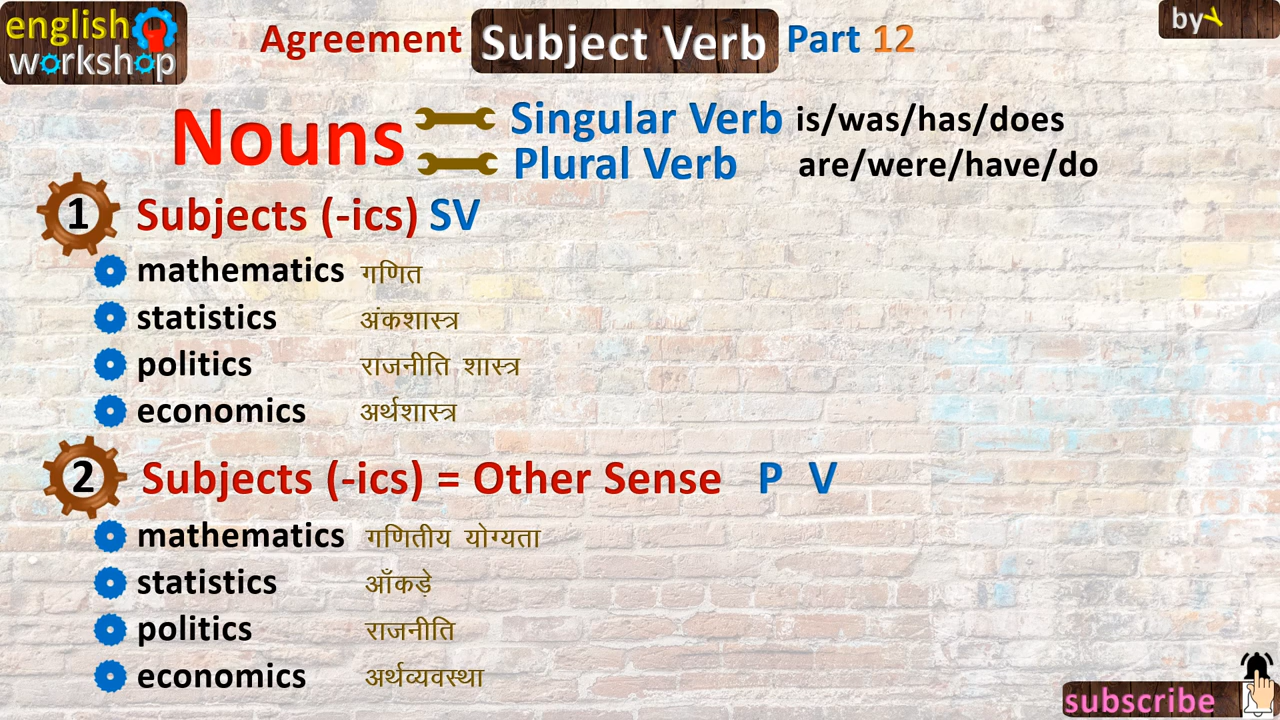 english
workshop
Agreement Subject Verb Part 12
by
Nouns
Singular Verb is/was/has/does
Plural Verb are/were/have/do
1 Subjects (-ics) SV
mathematics गणित
statistics अंकशास्त्र
politics राजनीति शास्त्र
economics अर्थशास्त्र
2 Subjects (-ics) = Other Sense P V
mathematics गणितीय योग्यता
statistics आँकड़े
politics राजनीति
economics अर्थव्यवस्था
subscribe